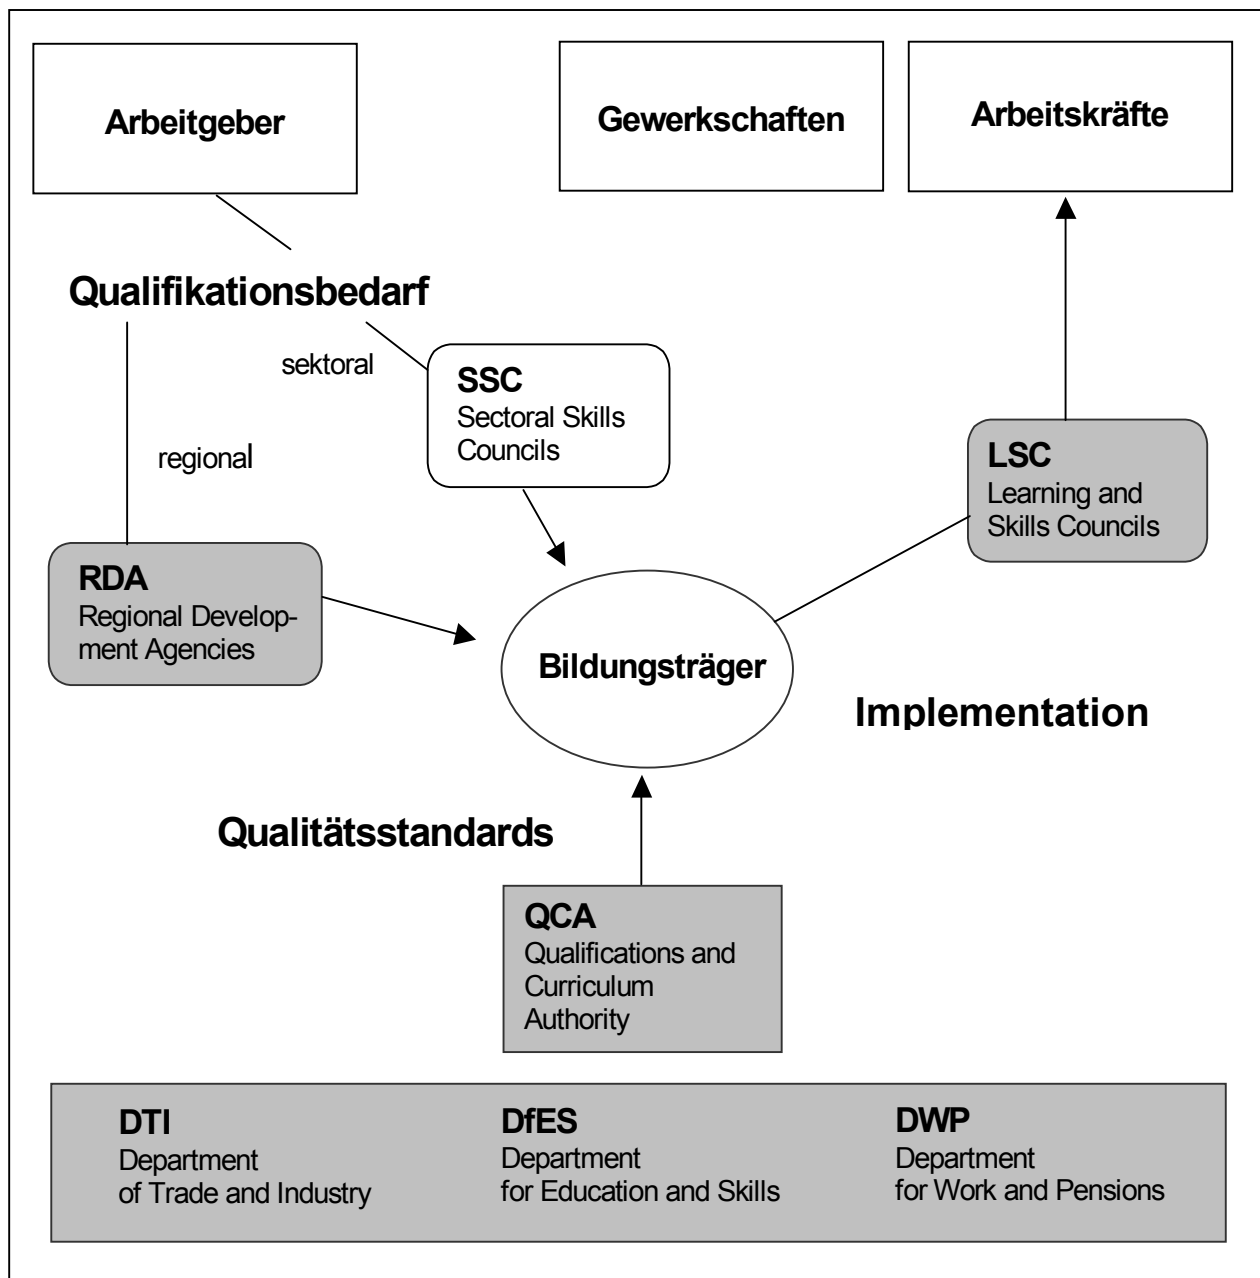 Arbeitgeber
Gewerkschaften
Arbeitskräfte
Qualifikationsbedarf
sektoral
regional
SSC
Sectoral Skills
Councils
LSC
Learning and
Skills Councils
RDA
Regional Develop-
ment Agencies
Bildungsträger
Implementation
Qualitätsstandards
QCA
Qualifications and
Curriculum
Authority
DTI
Department
of Trade and Industry
DfES
Department
for Education and Skills
DWP
Department
for Work and Pensions